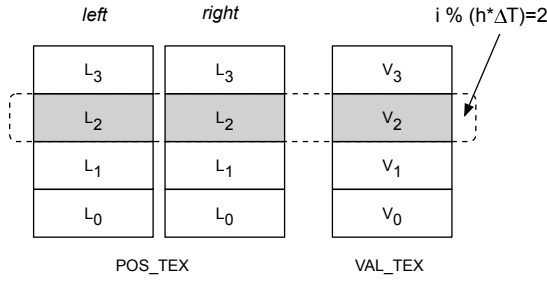 left right i % (h*ΔT)=2
L3 L3 V3
L2 L2 V2
L1 L1 V1
L0 L0 V0
POS_TEX VAL_TEX